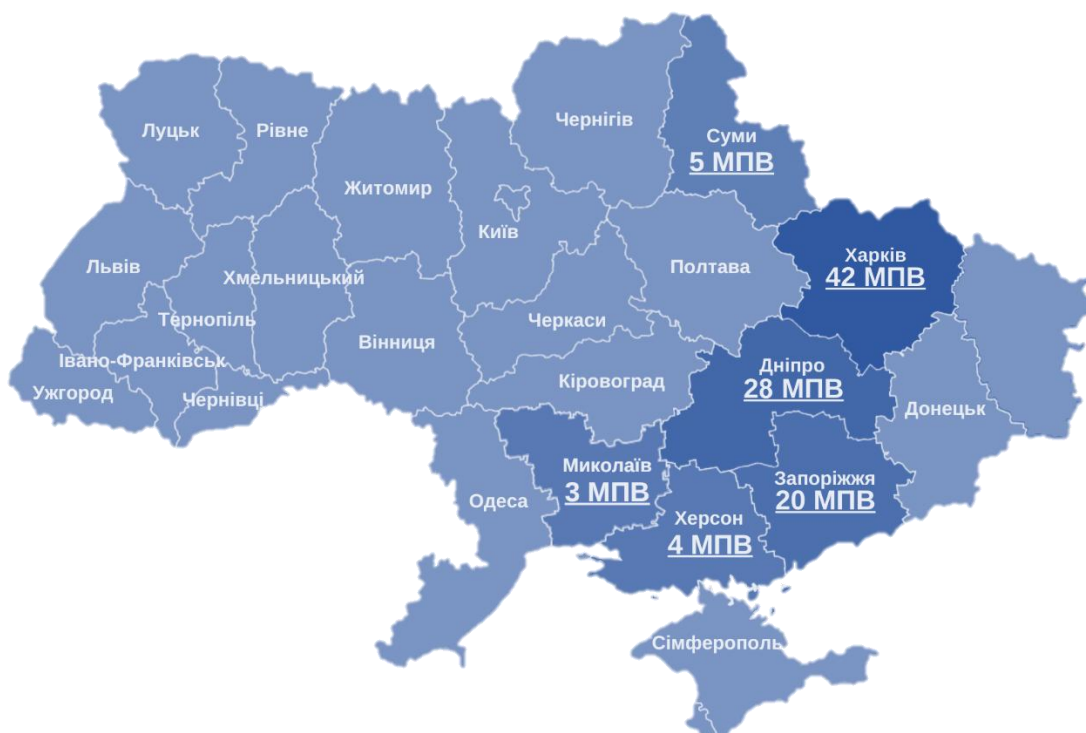 Чернігів
Луцьк
Рівне
Суми
5 МПВ
Житомир
Київ
Харків
42 МПВ
Львів
Хмельницький
Полтава
Тернопіль
Черкаси
Вінниця
Івано-Франківськ
Дніпро
28 МПВ
Кіровоград
Ужгород
Чернівці
Донецьк
Миколаїв
3 МПВ
Запоріжжя
20 МПВ
Одеса
Херсон
4 МПВ
Сімферополь